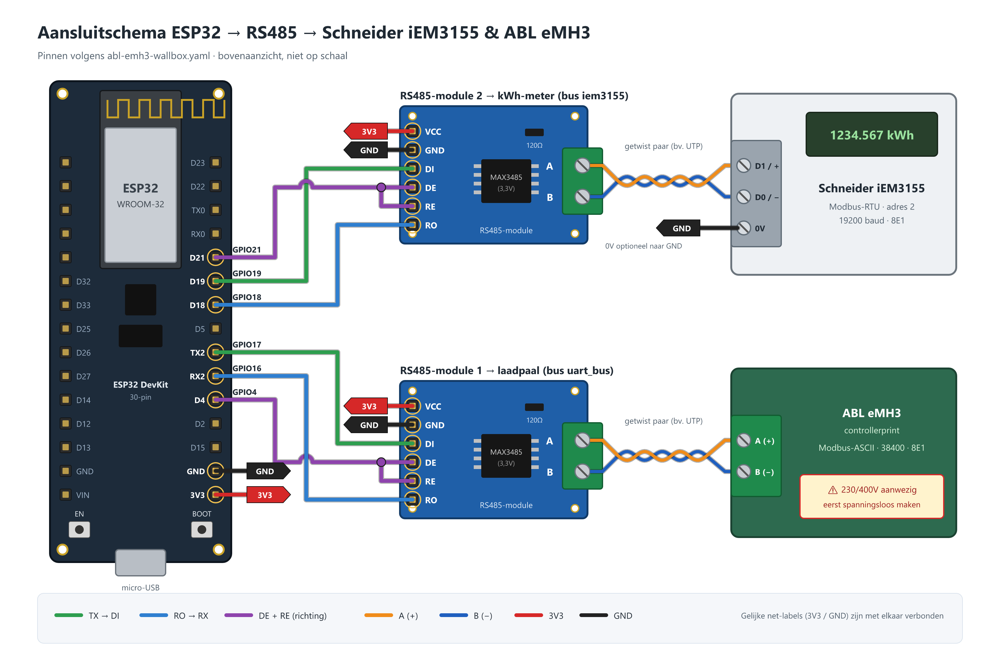 Aansluitschema ESP32 → RS485 → Schneider iEM3155 & ABL eMH3
Pinnen volgens abl-emh3-wallbox.yaml · bovenaanzicht, niet op schaal
ESP32
WROOM-32
D23
D22
TX0
RX0
D21
GPIO21
D32
D19
GPIO19
D33
D18
GPIO18
D25
D5
D26
TX2
GPIO17
D27
RX2
GPIO16
ESP32 DevKit
30-pin
D14
D4
GPIO4
D12
D2
D13
D15
GND
GND
GND
VIN
3V3
3V3
EN
BOOT
micro-USB
RS485-module 2 → kWh-meter (bus iem3155)
3V3
VCC
GND
GND
DI
DE
RE
RO
120Ω
MAX3485
(3,3V)
A
B
RS485-module
getwist paar (bv. UTP)
1234.567 kWh
D1 / +
D0 / −
0V
GND
0V optioneel naar GND
Schneider iEM3155
Modbus-RTU · adres 2
19200 baud · 8E1
RS485-module 1 → laadpaal (bus uart_bus)
3V3
VCC
GND
GND
DI
DE
RE
RO
120Ω
MAX3485
(3,3V)
A
B
RS485-module
getwist paar (bv. UTP)
A (+)
B (−)
ABL eMH3
controllerprint
Modbus-ASCII · 38400 · 8E1
⚠ 230/400V aanwezig
eerst spanningsloos maken
TX → DI
RO → RX
DE + RE (richting)
A (+)
B (−)
3V3
GND
Gelijke net-labels (3V3 / GND) zijn met elkaar verbonden